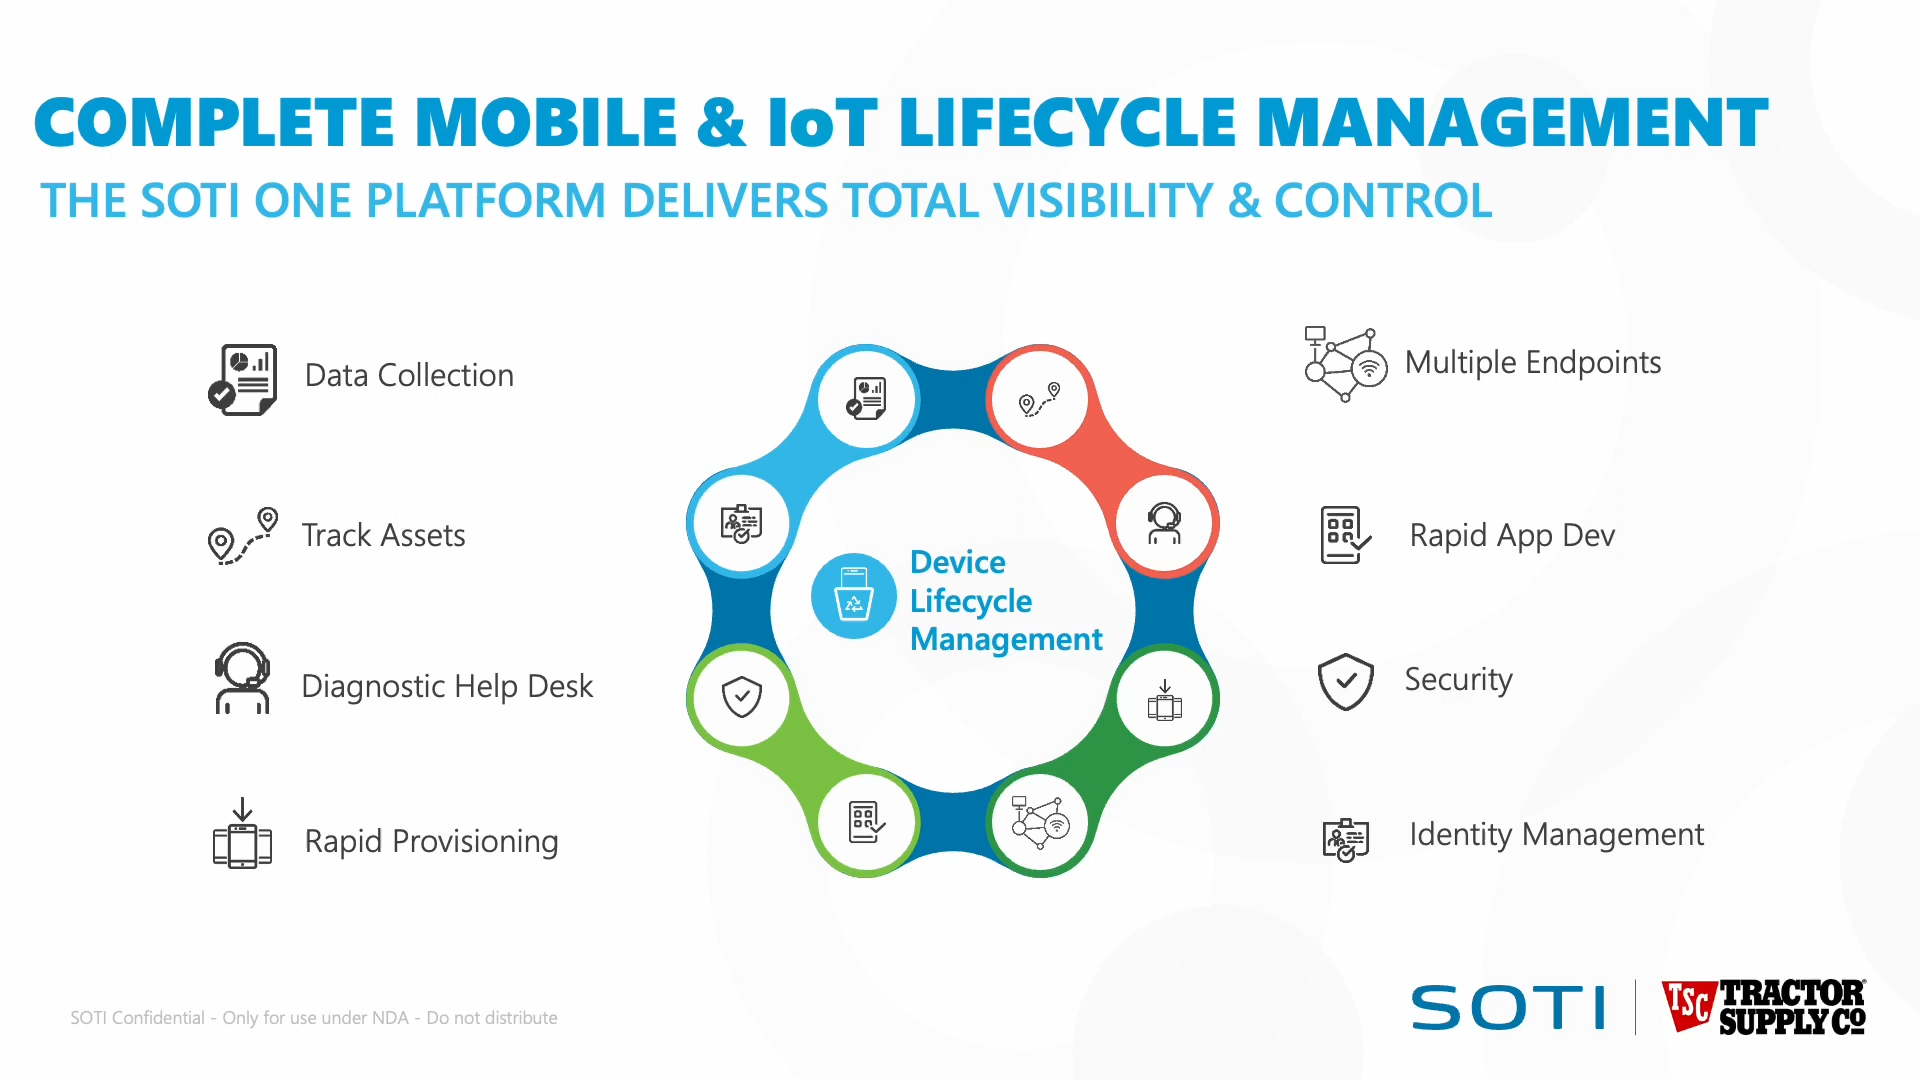 COMPLETE MOBILE & IoT LIFECYCLE MANAGEMENT
THE SOTI ONE PLATFORM DELIVERS TOTAL VISIBILITY & CONTROL
Data Collection
Track Assets
Diagnostic Help Desk
Rapid Provisioning
Device
Lifecycle
Management
Multiple Endpoints
Rapid App Dev
Security
Identity Management
SOTI Confidential - Only for use under NDA - Do not distribute
SOTI
TSC TRACTOR
SUPPLY CO